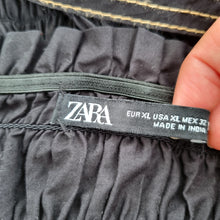 ZARA
EUR XL USA XL MEX 32
MADE IN INDIA